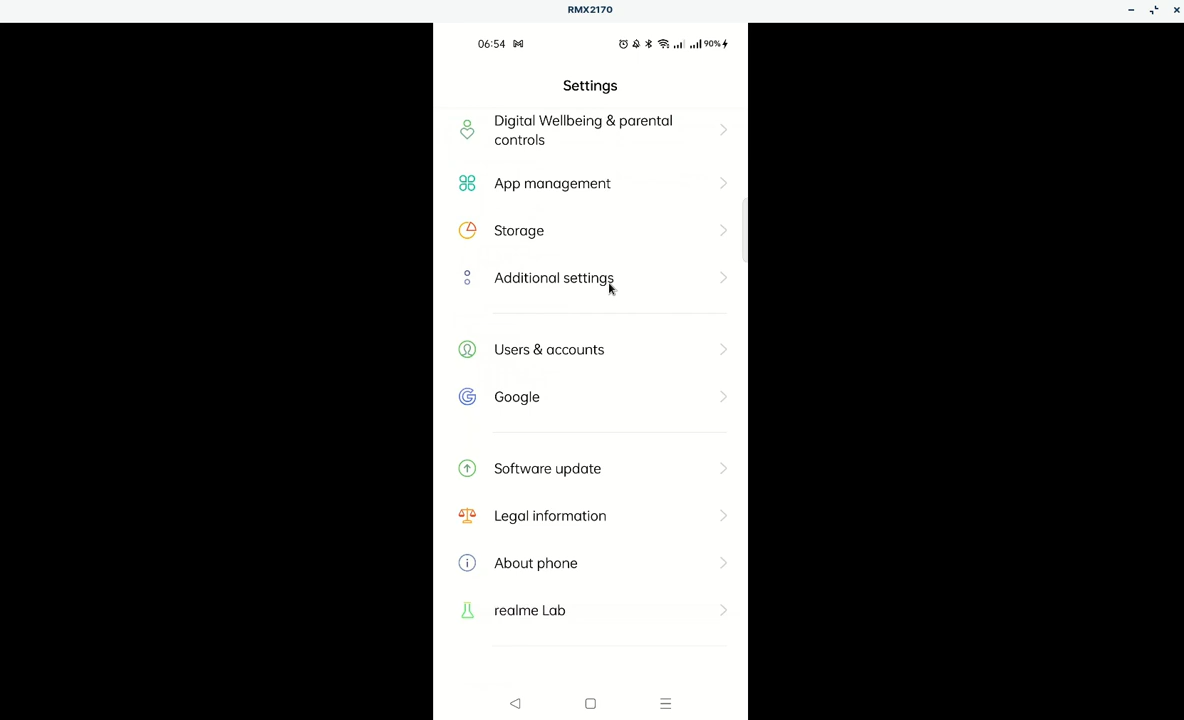 RMX2170
06:54
90%
Settings
Digital Wellbeing & parental
controls
App management
Storage
Additional settings
Users & accounts
Google
Software update
Legal information
About phone
realme Lab